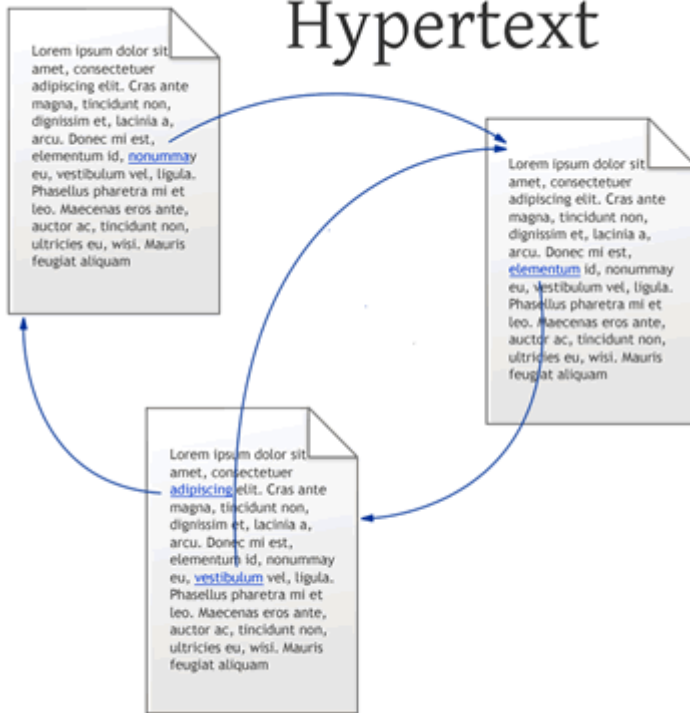 Hypertext
Lorem ipsum dolor sit
amet, consectetuer
adipiscing elit. Cras ante
magna, tincidunt non,
dignissim et, lacinia a,
arcu. Donec mi est,
elementum id, nonummay
eu, vestibulum vel, ligula.
Phasellus pharetra mi et
leo. Maecenas eros ante,
auctor ac, tincidunt non,
ultricies eu, wisi. Mauris
feugiat aliquam
Lorem ipsum dolor sit
amet, consectetuer
adipiscing elit. Cras ante
magna, tincidunt non,
dignissim et, lacinia a,
arcu. Donec mi est,
elementum id, nonummay
eu, vestibulum vel, ligula.
Phasellus pharetra mi et
leo. Maecenas eros ante,
auctor ac, tincidunt non,
ultricies eu, wisi. Mauris
feugiat aliquam
Lorem ipsum dolor sit
amet, consectetuer
adipiscing elit. Cras ante
magna, tincidunt non,
dignissim et, lacinia a,
arcu. Donec mi est,
elementum id, nonummay
eu, vestibulum vel, ligula.
Phasellus pharetra mi et
leo. Maecenas eros ante,
auctor ac, tincidunt non,
ultricies eu, wisi. Mauris
feugiat aliquam